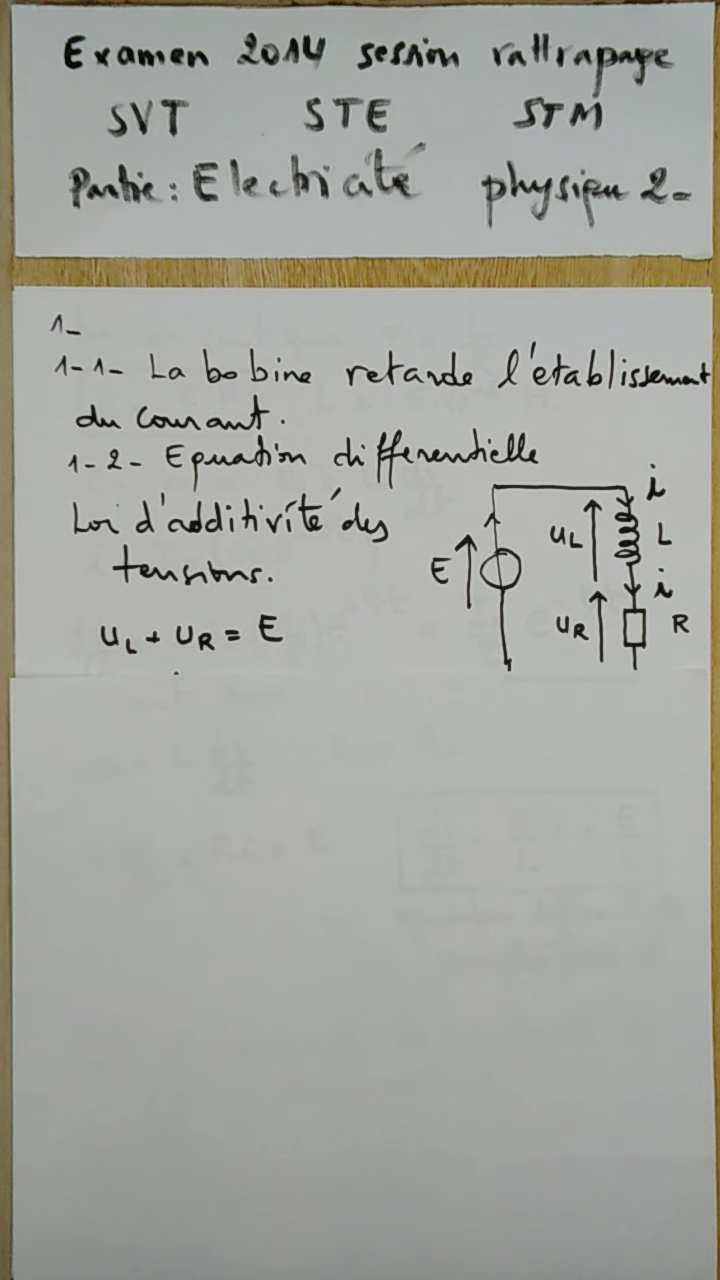 Examen 2014 session rattrapage
SVT STE STM
Partie: Electricité physique 2-
1-
1-1- La bobine retarde l'établissement
du courant.
1-2- Equation differentielle
Loi d'additivité des
tensions.
uL + uR = E
E
uL
uR
i
L
i
R